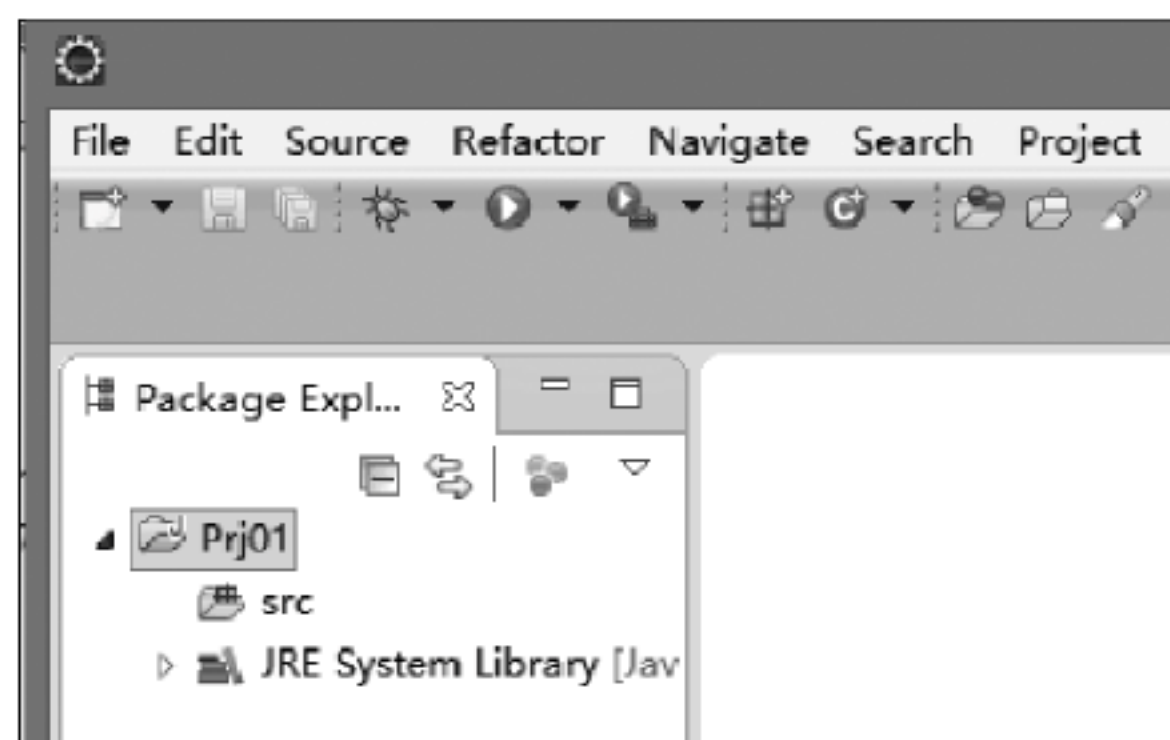 File Edit Source Refactor Navigate Search Project
Package Expl...
Prj01
src
JRE System Library [Jav